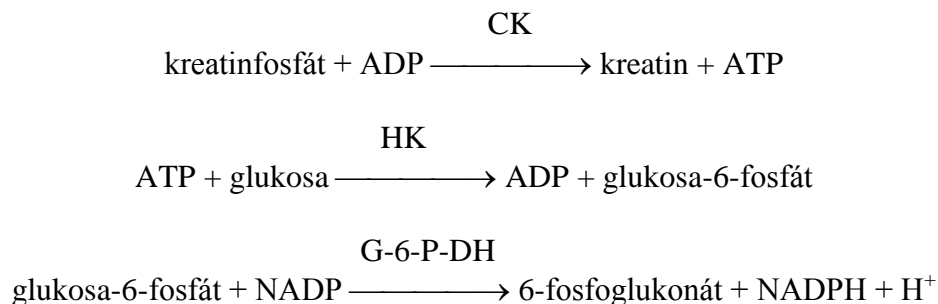 CK
kreatinfosfát + ADP ⟶ kreatin + ATP
HK
ATP + glukosa ⟶ ADP + glukosa-6-fosfát
G-6-P-DH
glukosa-6-fosfát + NADP ⟶ 6-fosfoglukonát + NADPH + H⁺